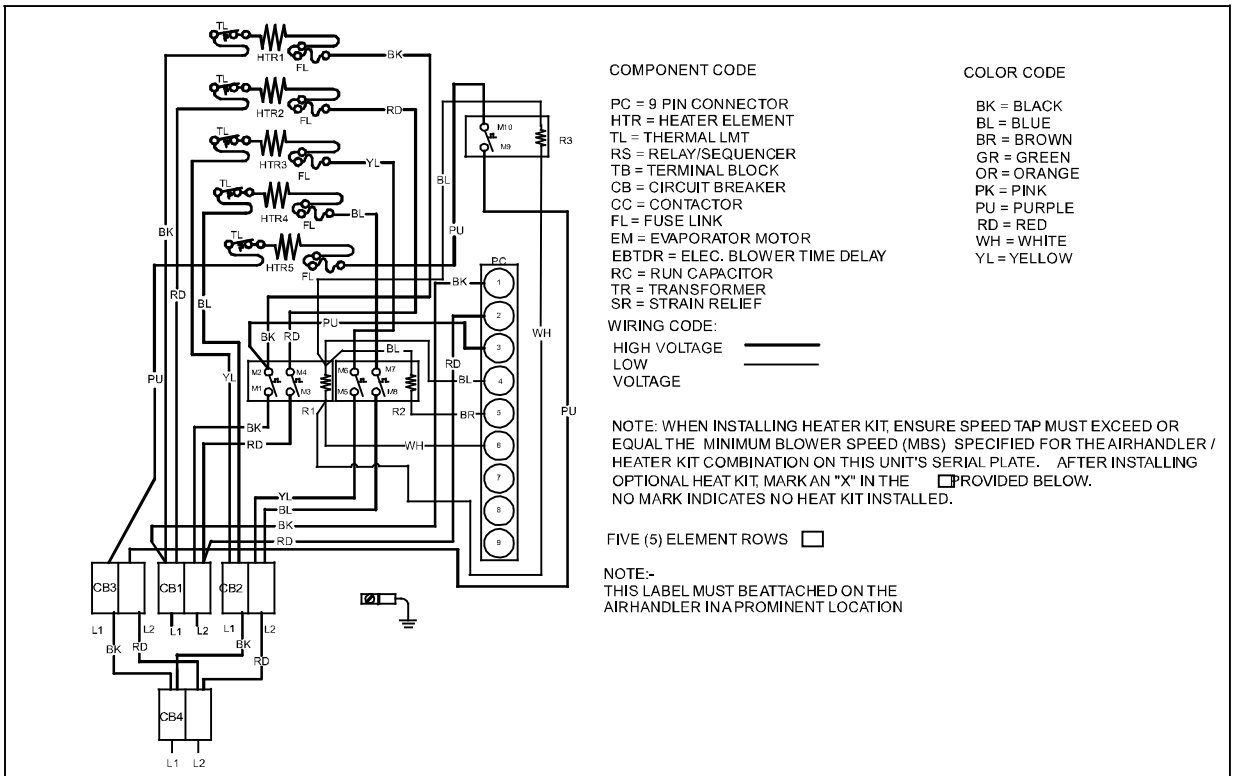 TL
HTR1
FL
BK
TL
HTR2
FL
RD
TL
HTR3
FL
YL
TL
HTR4
FL
BL
TL
HTR5
FL
M10
M9
R3
BL
PU
BK
RD
BL
YL
PU
BK
RD
PU
WH
PU
BL
RD
BL
BR
WH
BK
PC
1
2
3
4
5
6
7
8
9
M2
M1
M4
M3
R1
M6
M5
M7
M8
R2
BK
RD
YL
BL
BK
RD
CB3
CB1
CB2
L1
L2
L1
L2
L1
L2
BK
RD
BK
RD
CB4
L1
L2
COMPONENT CODE
PC = 9 PIN CONNECTOR
HTR = HEATER ELEMENT
TL = THERMAL LMT
RS = RELAY/SEQUENCER
TB = TERMINAL BLOCK
CB = CIRCUIT BREAKER
CC = CONTACTOR
FL = FUSE LINK
EM = EVAPORATOR MOTOR
EBTDR = ELEC. BLOWER TIME DELAY
RC = RUN CAPACITOR
TR = TRANSFORMER
SR = STRAIN RELIEF
WIRING CODE:
HIGH VOLTAGE
LOW
VOLTAGE
COLOR CODE
BK = BLACK
BL = BLUE
BR = BROWN
GR = GREEN
OR = ORANGE
PK = PINK
PU = PURPLE
RD = RED
WH = WHITE
YL = YELLOW
NOTE: WHEN INSTALLING HEATER KIT, ENSURE SPEED TAP MUST EXCEED OR
EQUAL THE MINIMUM BLOWER SPEED (MBS) SPECIFIED FOR THE AIRHANDLER /
HEATER KIT COMBINATION ON THIS UNIT'S SERIAL PLATE. AFTER INSTALLING
OPTIONAL HEAT KIT, MARK AN "X" IN THE PROVIDED BELOW.
NO MARK INDICATES NO HEAT KIT INSTALLED.
FIVE (5) ELEMENT ROWS
NOTE:-
THIS LABEL MUST BE ATTACHED ON THE
AIRHANDLER IN A PROMINENT LOCATION